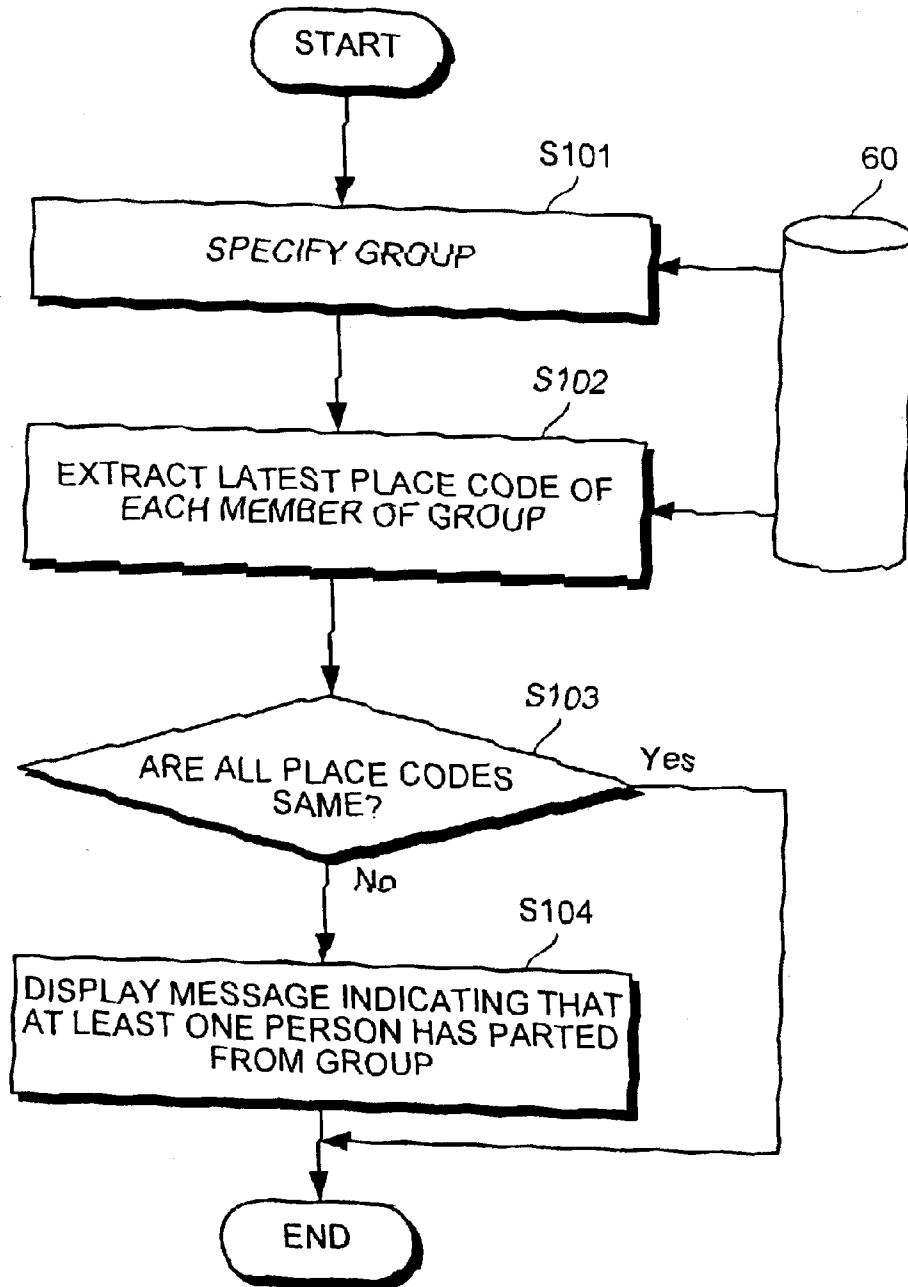 START
S101
60
SPECIFY GROUP
S102
EXTRACT LATEST PLACE CODE OF
EACH MEMBER OF GROUP
S103
ARE ALL PLACE CODES
SAME?
Yes
No
S104
DISPLAY MESSAGE INDICATING THAT
AT LEAST ONE PERSON HAS PARTED
FROM GROUP
END